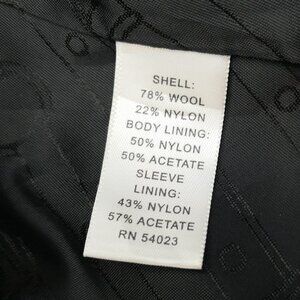 SHELL:
78% WOOL
22% NYLON
BODY LINING:
50% NYLON
50% ACETATE
SLEEVE
LINING:
43% NYLON
57% ACETATE
RN 54023